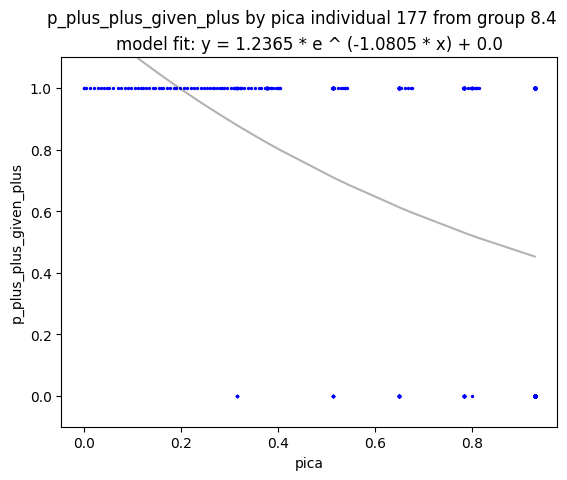 p_plus_plus_given_plus by pica individual 177 from group 8.4
model fit: y = 1.2365 * e ^ (-1.0805 * x) + 0.0
p_plus_plus_given_plus
1.0
0.8
0.6
0.4
0.2
0.0
0.0 0.2 0.4 0.6 0.8
pica